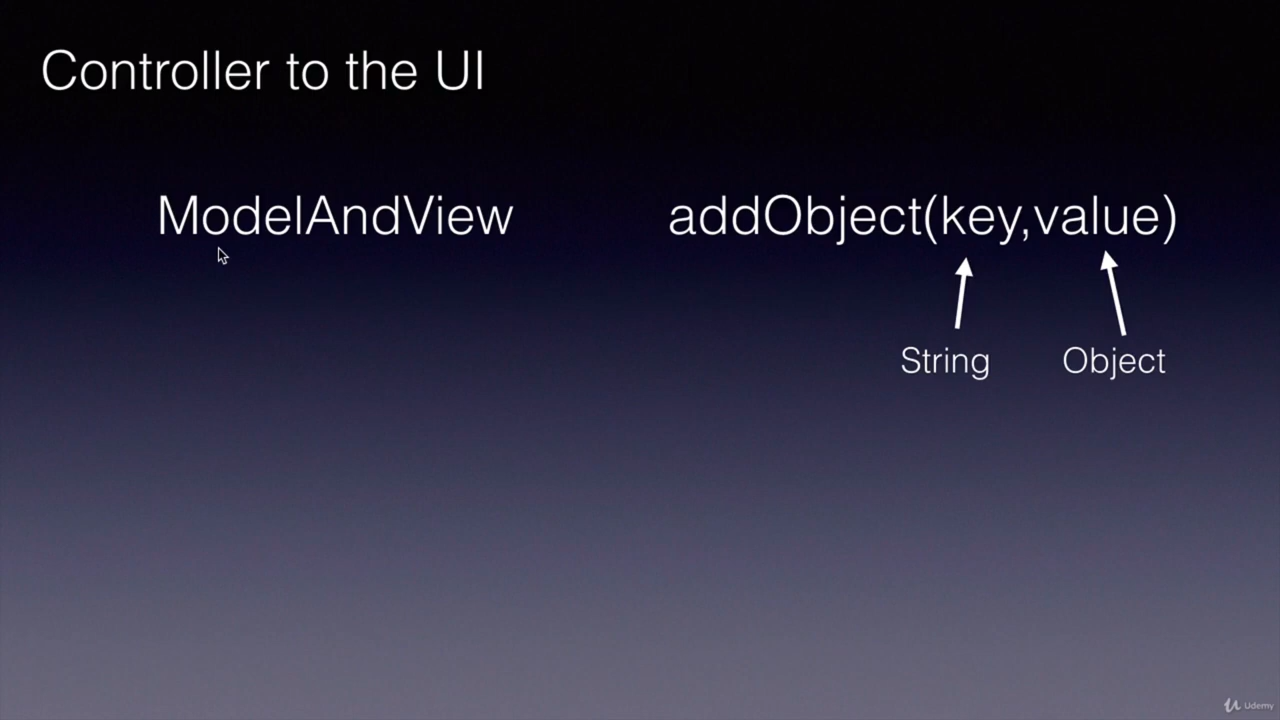 Controller to the UI
ModelAndView
addObject(key,value)
String
Object
Udemy